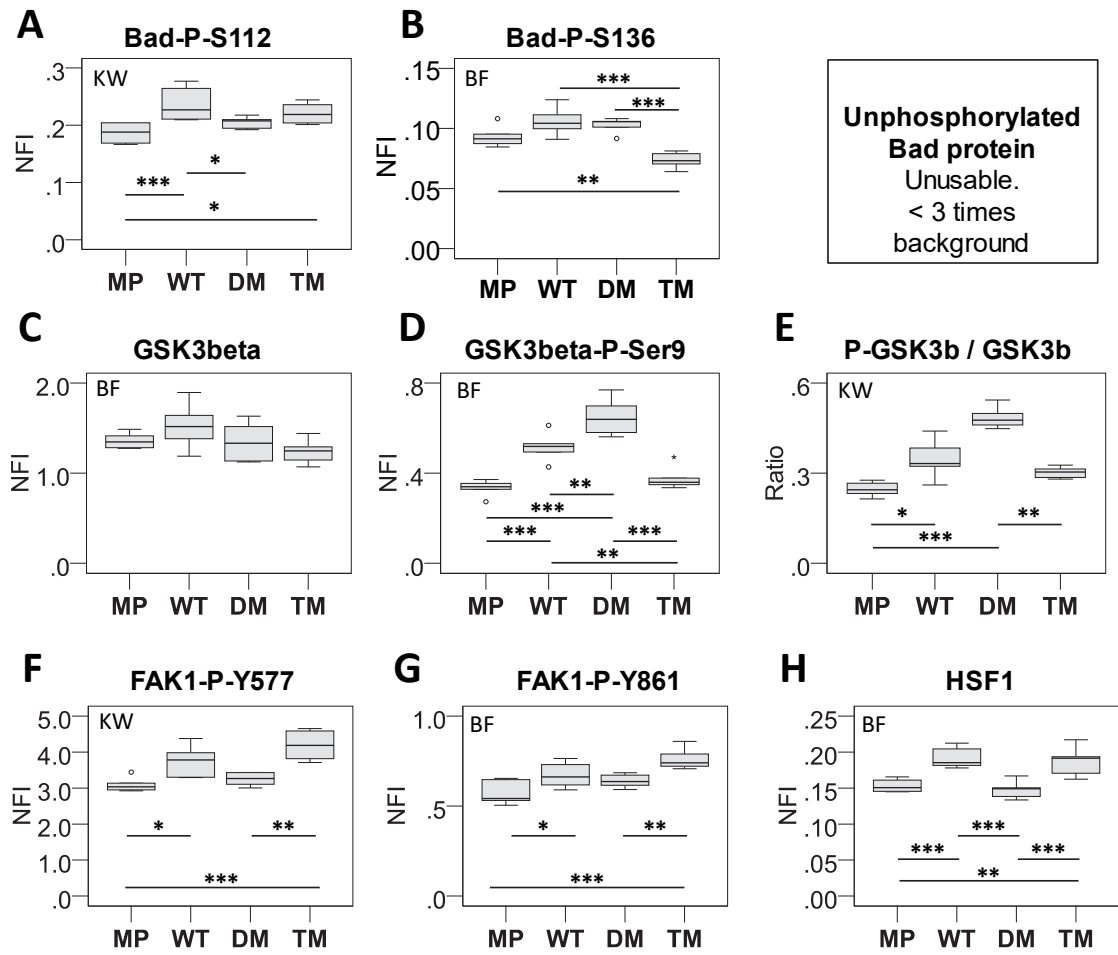 A
Bad-P-S112
KW
NFI
.3
.2
.1
.0
***
*
*
MP WT DM TM
B
Bad-P-S136
BF
NFI
.15
.10
.05
.00
***
***
**
MP WT DM TM
Unphosphorylated
Bad protein
Unusable.
< 3 times
background
C
GSK3beta
BF
NFI
2.0
1.0
.0
MP WT DM TM
D
GSK3beta-P-Ser9
BF
NFI
.8
.4
.0
*
**
***
*** ***
**
MP WT DM TM
E
P-GSK3b / GSK3b
KW
Ratio
.6
.3
.0
* **
***
MP WT DM TM
F
FAK1-P-Y577
KW
NFI
5.0
4.0
3.0
2.0
1.0
.0
* **
***
MP WT DM TM
G
FAK1-P-Y861
BF
NFI
1.0
.5
.0
* **
***
MP WT DM TM
H
HSF1
BF
NFI
.25
.20
.15
.10
.05
.00
***
*** ***
**
MP WT DM TM